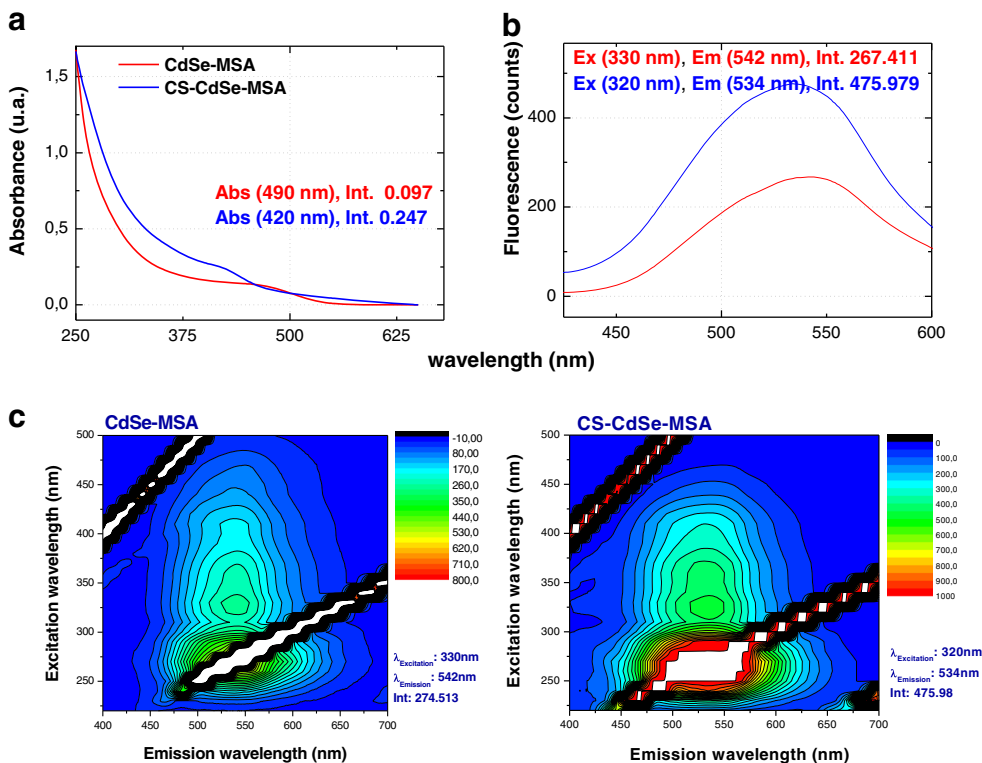 a
Absorbance (u.a.)
1,5
1,0
0,5
0,0
250
375
500
625
CdSe-MSA
CS-CdSe-MSA
Abs (490 nm), Int. 0.097
Abs (420 nm), Int. 0.247
b
Fluorescence (counts)
400
200
0
450
500
550
600
Ex (330 nm), Em (542 nm), Int. 267.411
Ex (320 nm), Em (534 nm), Int. 475.979
wavelength (nm)
c
CdSe-MSA
Excitation wavelength (nm)
500
450
400
350
300
250
400
450
500
550
600
650
700
Emission wavelength (nm)
-10,00
80,00
170,0
260,0
350,0
440,0
530,0
620,0
710,0
800,0
λExcitation: 330nm
λEmission: 542nm
Int: 274.513
CS-CdSe-MSA
Excitation wavelength (nm)
500
450
400
350
300
250
400
450
500
550
600
650
700
Emission wavelength (nm)
0
100,0
200,0
300,0
400,0
500,0
600,0
700,0
800,0
900,0
1000
λExcitation: 320nm
λEmission: 534nm
Int: 475.98